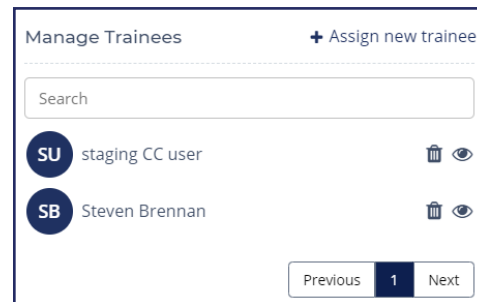 Manage Trainees + Assign new trainee
Search
SU staging CC user
SB Steven Brennan
Previous 1 Next